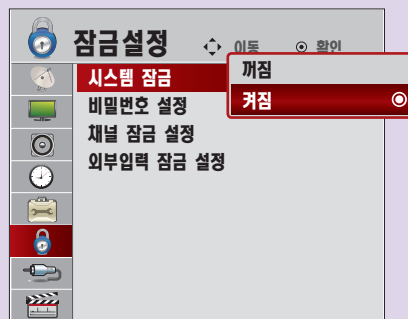 잠금설정 이동 확인
시스템 잠금
꺼짐
켜짐
비밀번호 설정
채널 잠금 설정
외부입력 잠금 설정